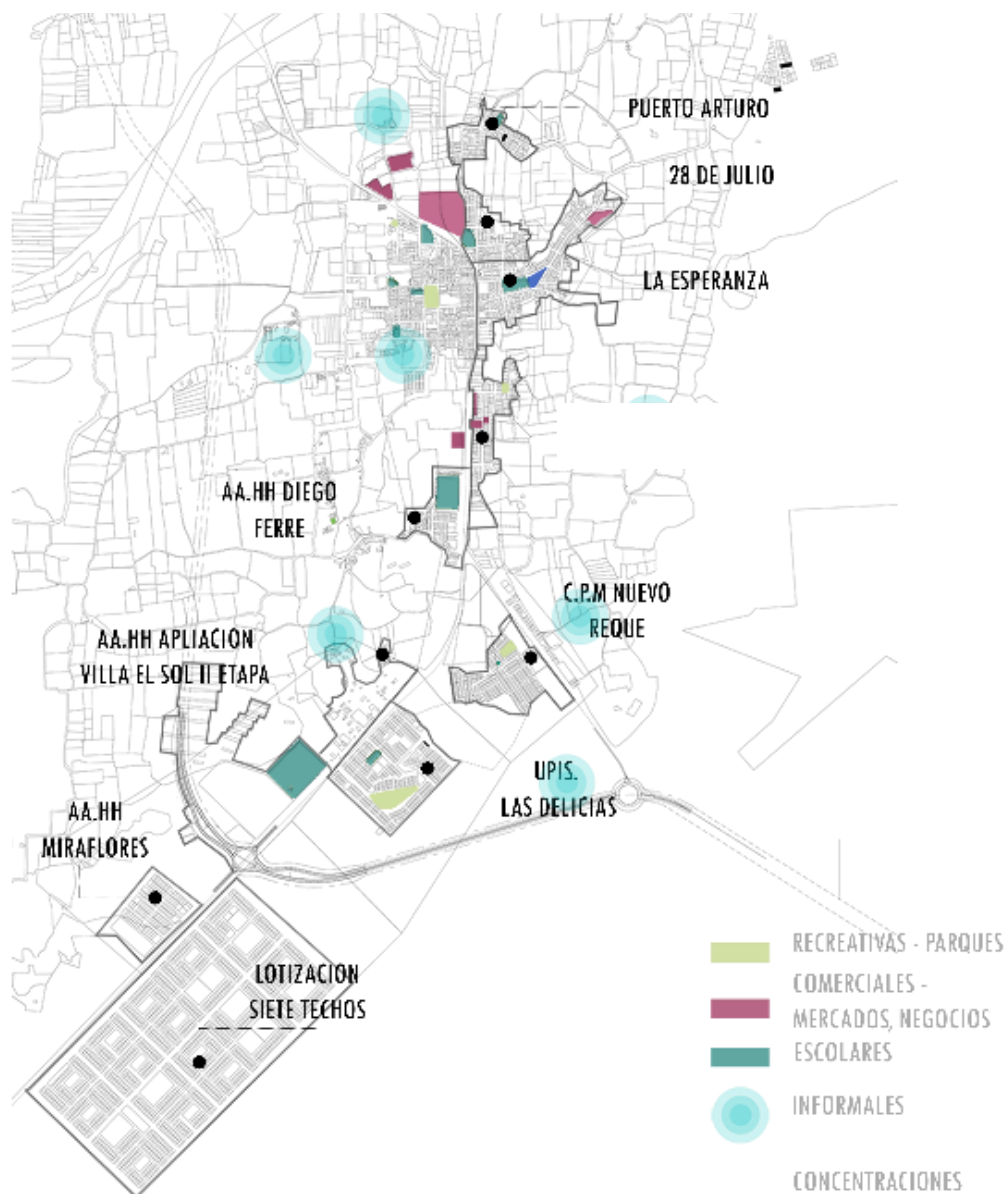 PUERTO ARTURO
28 DE JULIO
LA ESPERANZA
AA.HH DIEGO
FERRE
C.P.M NUEVO
REQUE
AA.HH APLIACION
VILLA EL SOL II ETAPA
UPIS.
LAS DELICIAS
AA.HH
MIRAFLORES
LOTIZACION
SIETE TECHOS
RECREATIVAS - PARQUES
COMERCIALES -
MERCADOS, NEGOCIOS
ESCOLARES
INFORMALES
CONCENTRACIONES